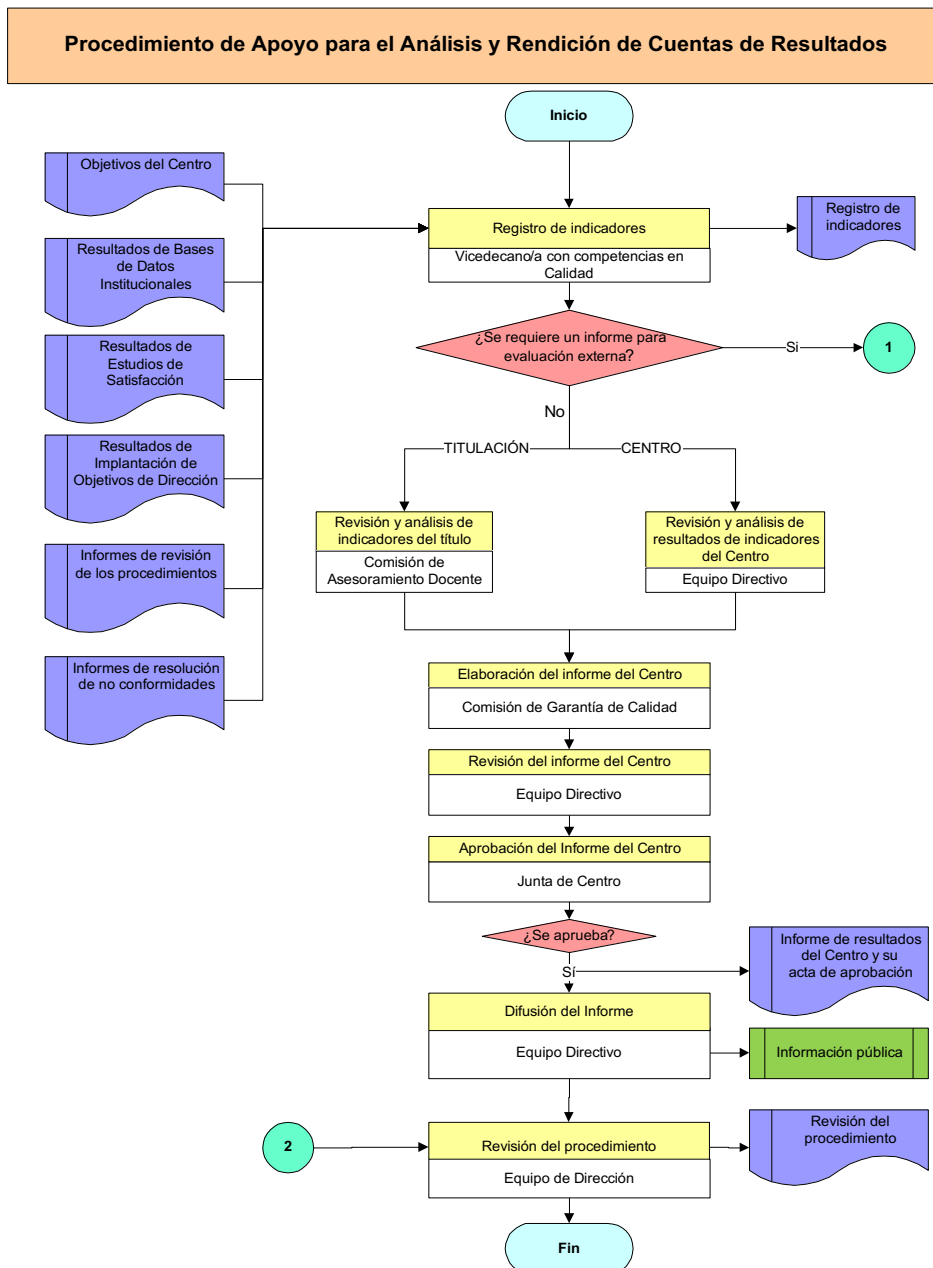 Procedimiento de Apoyo para el Análisis y Rendición de Cuentas de Resultados
Inicio
Objetivos del Centro
Resultados de Bases
de Datos
Institucionales
Resultados de
Estudios de
Satisfacción
Resultados de
Implantación de
Objetivos de Dirección
Informes de revisión
de los procedimientos
Informes de resolución
de no conformidades
Registro de indicadores
Vicedecano/a con competencias en
Calidad
Registro de
indicadores
¿Se requiere un informe para
evaluación externa?
Si
1
No
TITULACIÓN
CENTRO
Revisión y análisis de
indicadores del título
Comisión de
Asesoramiento Docente
Revisión y análisis de
resultados de indicadores
del Centro
Equipo Directivo
Elaboración del informe del Centro
Comisión de Garantía de Calidad
Revisión del informe del Centro
Equipo Directivo
Aprobación del Informe del Centro
Junta de Centro
¿Se aprueba?
Sí
Informe de resultados
del Centro y su
acta de aprobación
Difusión del Informe
Equipo Directivo
Información pública
2
Revisión del procedimiento
Equipo de Dirección
Revisión del
procedimiento
Fin